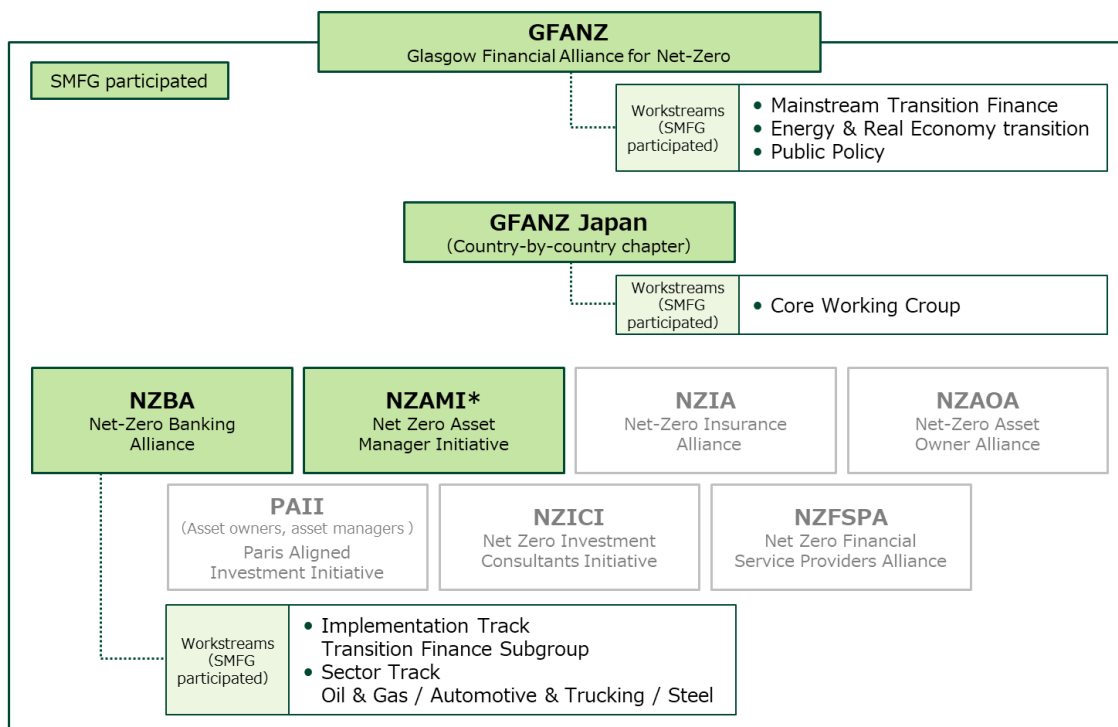 GFANZ
Glasgow Financial Alliance for Net-Zero
SMFG participated
Workstreams
(SMFG
participated)
• Mainstream Transition Finance
• Energy & Real Economy transition
• Public Policy
GFANZ Japan
(Country-by-country chapter)
Workstreams
(SMFG
participated)
• Core Working Croup
NZBA
Net-Zero Banking
Alliance
NZAMI*
Net Zero Asset
Manager Initiative
NZIA
Net-Zero Insurance
Alliance
NZAOA
Net-Zero Asset
Owner Alliance
PAII
(Asset owners, asset managers )
Paris Aligned
Investment Initiative
NZICI
Net Zero Investment
Consultants Initiative
NZFSPA
Net Zero Financial
Service Providers Alliance
Workstreams
(SMFG
participated)
• Implementation Track
Transition Finance Subgroup
• Sector Track
Oil & Gas / Automotive & Trucking / Steel